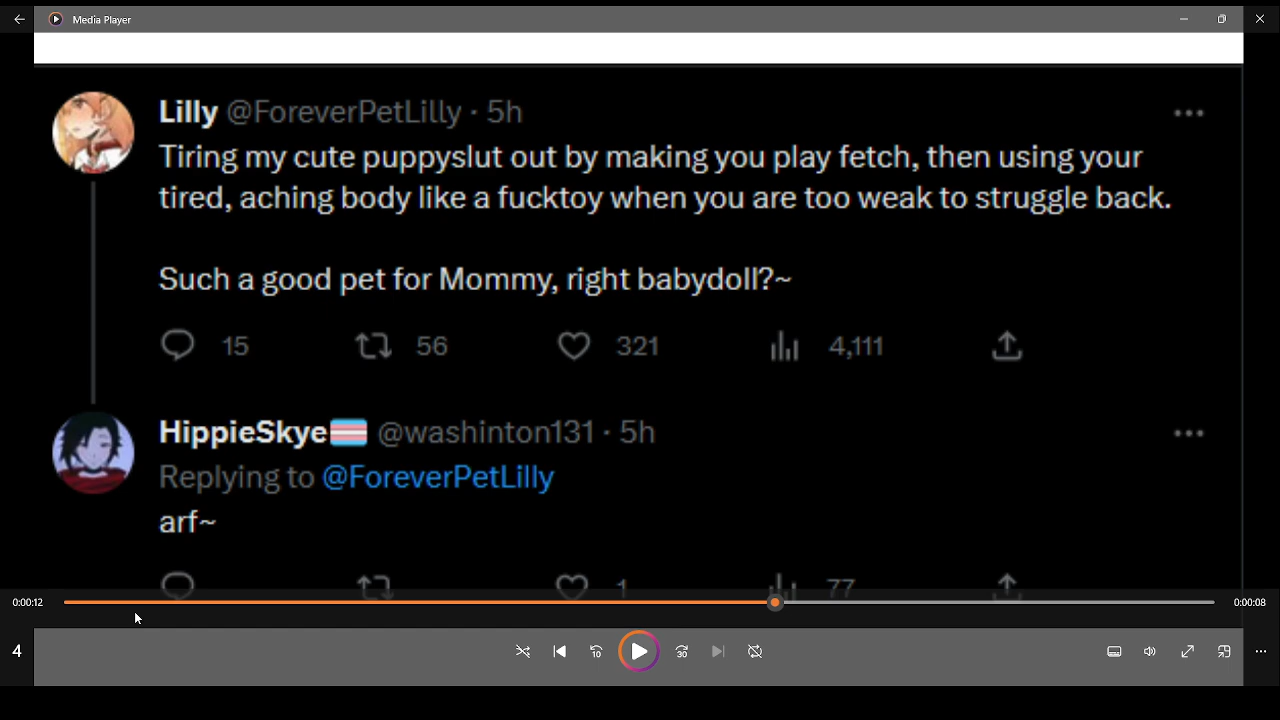 Media Player
Lilly @ForeverPetLilly · 5h
Tiring my cute puppyslut out by making you play fetch, then using your
tired, aching body like a fucktoy when you are too weak to struggle back.
Such a good pet for Mommy, right babydoll?~
15 56 321 4,111
HippieSkye @washinton131 · 5h
Replying to @ForeverPetLilly
arf~
1 77
0:00:12 0:00:08
4 10 30